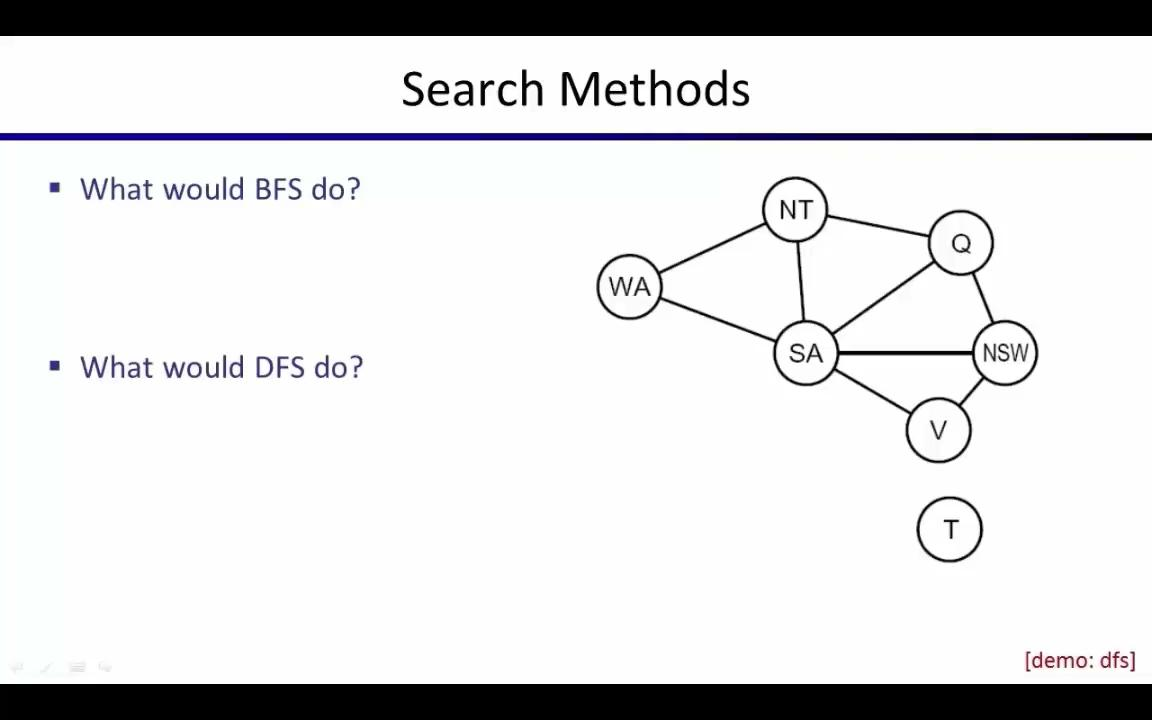 Search Methods
▪ What would BFS do?
▪ What would DFS do?
NT
Q
WA
SA
NSW
V
T
[demo: dfs]